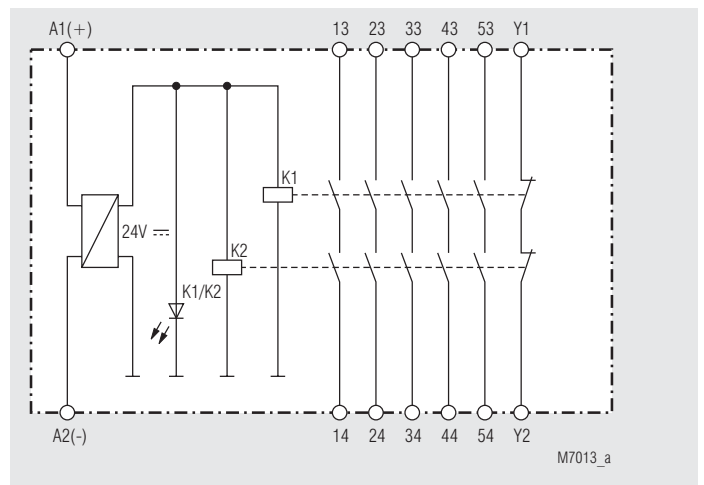 A1(+) 13 23 33 43 53 Y1
K1
24V
K2
K1/K2
A2(-) 14 24 34 44 54 Y2
M7013_a